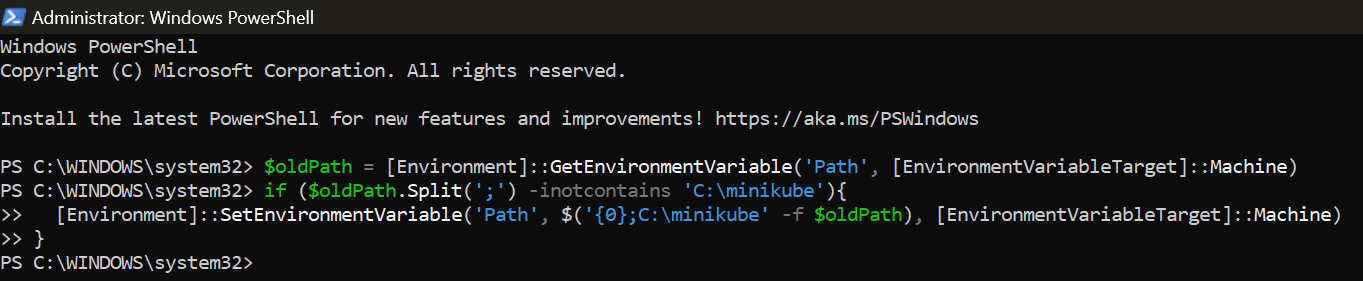 Administrator: Windows PowerShell
Windows PowerShell
Copyright (C) Microsoft Corporation. All rights reserved.
Install the latest PowerShell for new features and improvements! https://aka.ms/PSWindows
PS C:\WINDOWS\system32> $oldPath = [Environment]::GetEnvironmentVariable('Path', [EnvironmentVariableTarget]::Machine)
PS C:\WINDOWS\system32> if ($oldPath.Split(';') -inotcontains 'C:\minikube'){
>>   [Environment]::SetEnvironmentVariable('Path', $('{0};C:\minikube' -f $oldPath), [EnvironmentVariableTarget]::Machine)
>> }
PS C:\WINDOWS\system32>